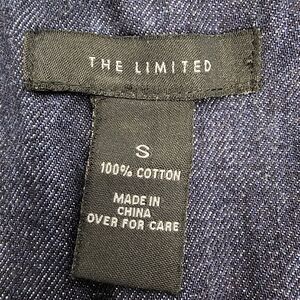 THE LIMITED
S
100% COTTON
MADE IN
CHINA
OVER FOR CARE